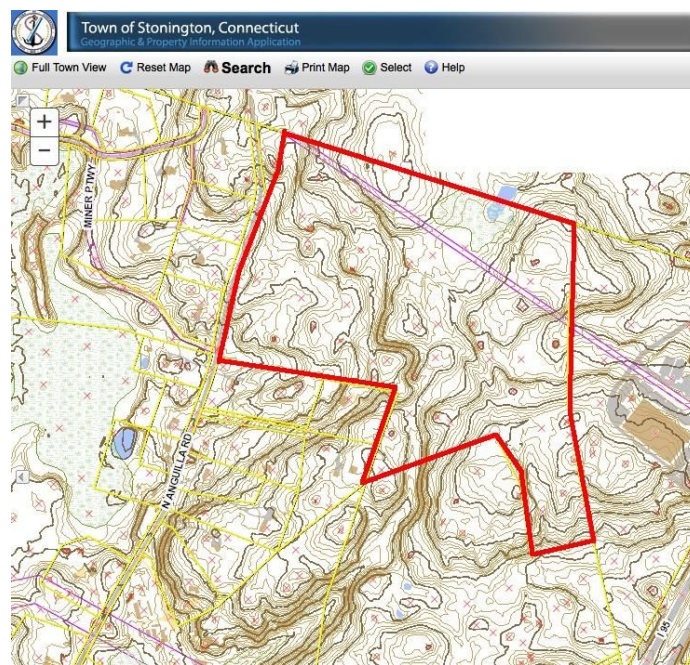 Town of Stonington, Connecticut
Geographic & Property Information Application
Full Town View
Reset Map
Search
Print Map
Select
Help
+
−
MINER PTWY
N ANGUILLA RD
I 95